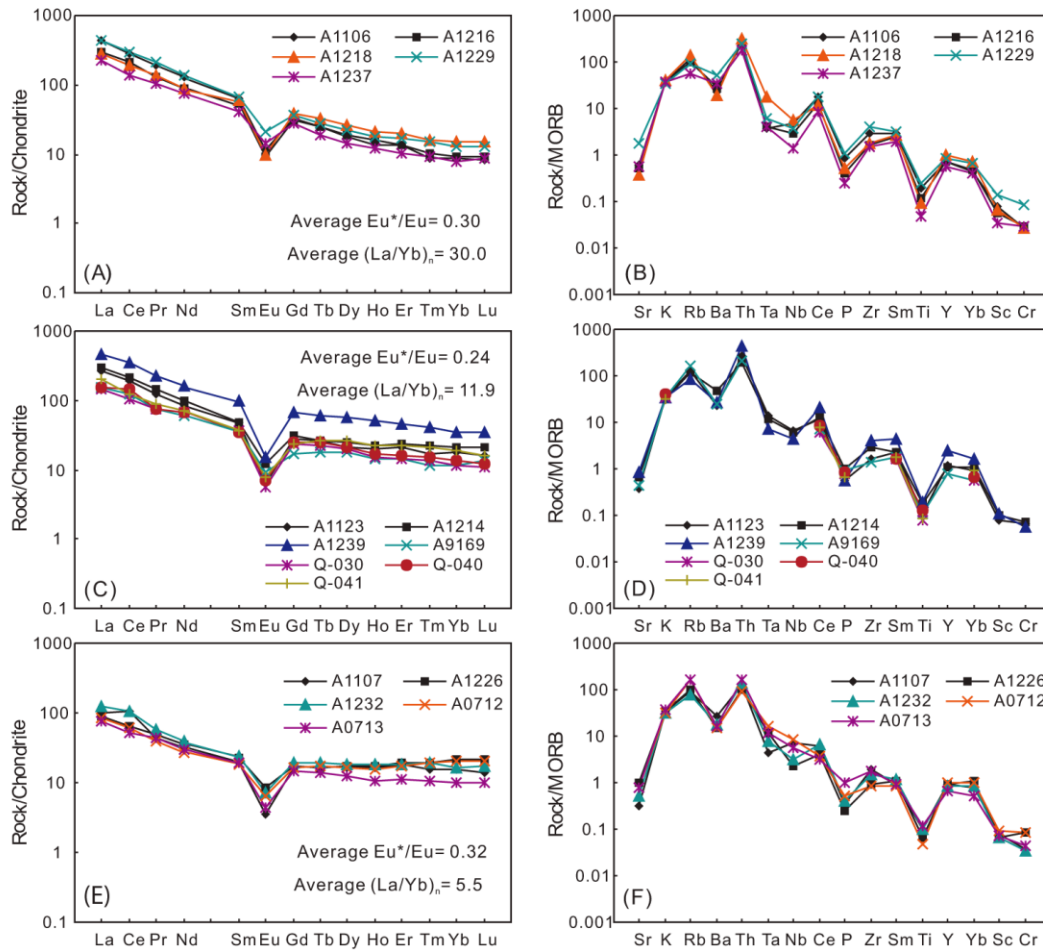 Rock/Chondrite
1000
100
10
1
0.1
A1106 A1216
A1218 A1229
A1237
Average Eu*/Eu= 0.30
Average (La/Yb)n= 30.0
(A)
La Ce Pr Nd Sm Eu Gd Tb Dy Ho Er Tm Yb Lu
Rock/MORB
1000
100
10
1
0.1
0.01
0.001
A1106 A1216
A1218 A1229
A1237
(B)
Sr K Rb Ba Th Ta Nb Ce P Zr Sm Ti Y Yb Sc Cr
Rock/Chondrite
1000
100
10
1
0.1
Average Eu*/Eu= 0.24
Average (La/Yb)n= 11.9
A1123 A1214
A1239 A9169
Q-030 Q-040
Q-041
(C)
La Ce Pr Nd Sm Eu Gd Tb Dy Ho Er Tm Yb Lu
Rock/MORB
1000
100
10
1
0.1
0.01
0.001
A1123 A1214
A1239 A9169
Q-030 Q-040
Q-041
(D)
Sr K Rb Ba Th Ta Nb Ce P Zr Sm Ti Y Yb Sc Cr
Rock/Chondrite
1000
100
10
1
0.1
A1107 A1226
A1232 A0712
A0713
Average Eu*/Eu= 0.32
Average (La/Yb)n= 5.5
(E)
La Ce Pr Nd Sm Eu Gd Tb Dy Ho Er Tm Yb Lu
Rock/MORB
1000
100
10
1
0.1
0.01
0.001
A1107 A1226
A1232 A0712
A0713
(F)
Sr K Rb Ba Th Ta Nb Ce P Zr Sm Ti Y Yb Sc Cr